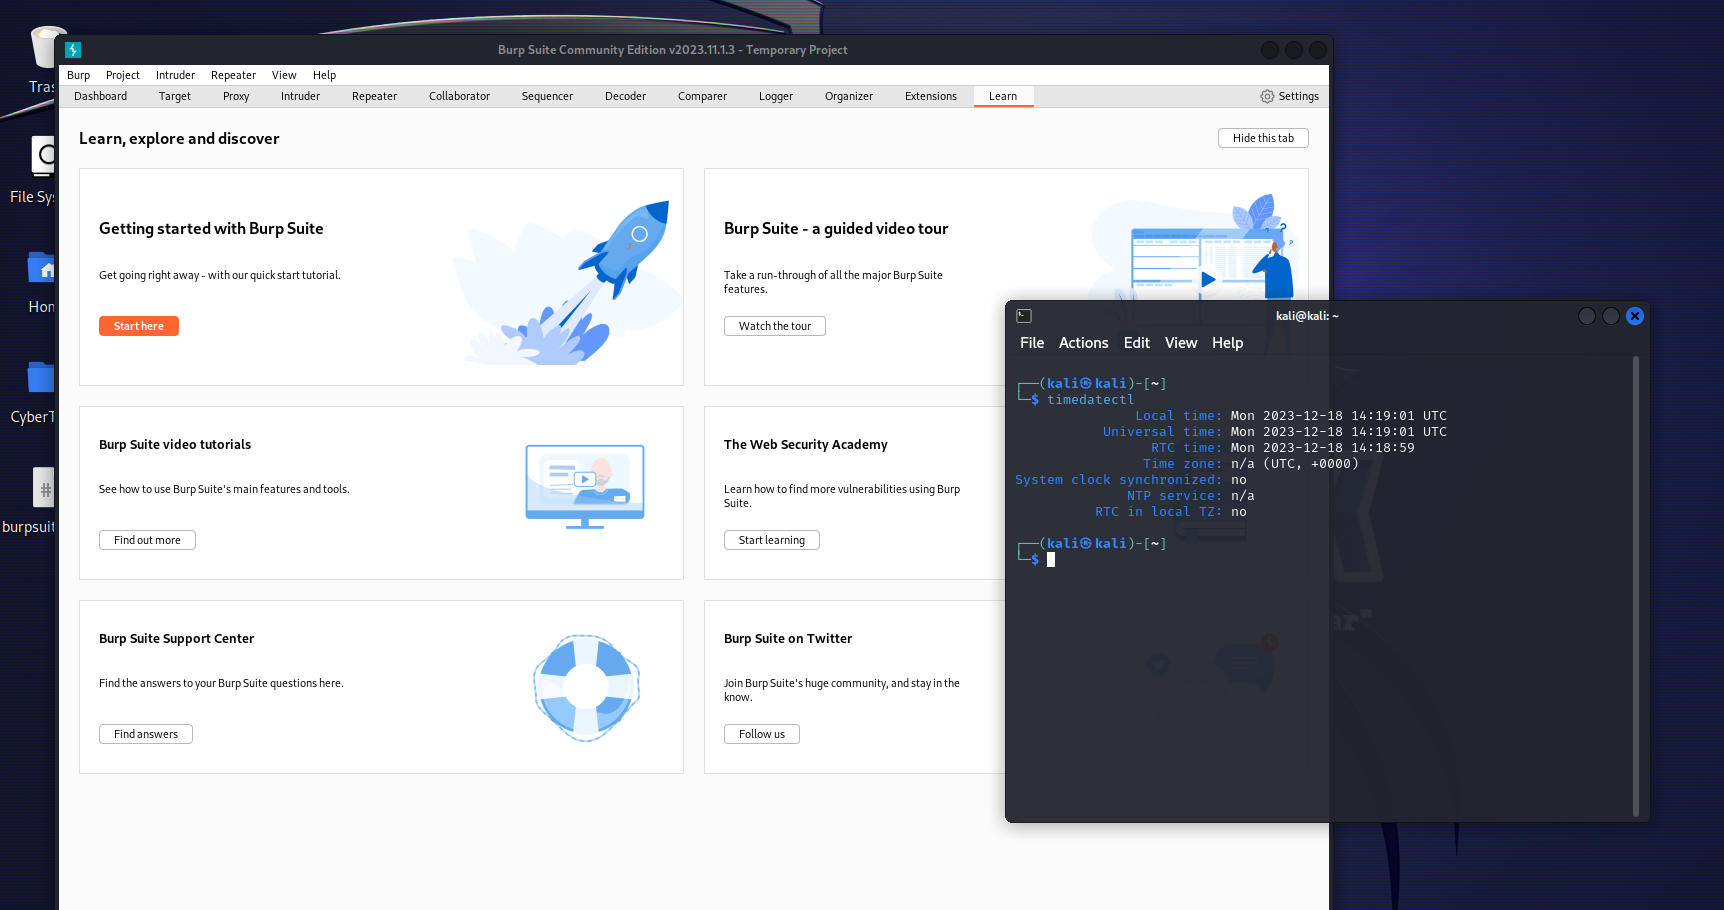 Burp Suite Community Edition v2023.11.1.3 - Temporary Project
Burp Project Intruder Repeater View Help
Dashboard Target Proxy Intruder Repeater Collaborator Sequencer Decoder Comparer Logger Organizer Extensions Learn Settings
Learn, explore and discover
Hide this tab
Getting started with Burp Suite
Get going right away - with our quick start tutorial.
Start here
Burp Suite - a guided video tour
Take a run-through of all the major Burp Suite
features.
Watch the tour
Burp Suite video tutorials
See how to use Burp Suite's main features and tools.
Find out more
The Web Security Academy
Learn how to find more vulnerabilities using Burp
Suite.
Start learning
Burp Suite Support Center
Find the answers to your Burp Suite questions here.
Find answers
Burp Suite on Twitter
Join Burp Suite's huge community, and stay in the
know.
Follow us
kali@kali: ~
File Actions Edit View Help
┌──(kali㉿kali)-[~]
└─$ timedatectl
Local time: Mon 2023-12-18 14:19:01 UTC
Universal time: Mon 2023-12-18 14:19:01 UTC
RTC time: Mon 2023-12-18 14:18:59
Time zone: n/a (UTC, +0000)
System clock synchronized: no
NTP service: n/a
RTC in local TZ: no
┌──(kali㉿kali)-[~]
└─$
Tras
File Sys
Hom
CyberT
burpsuit